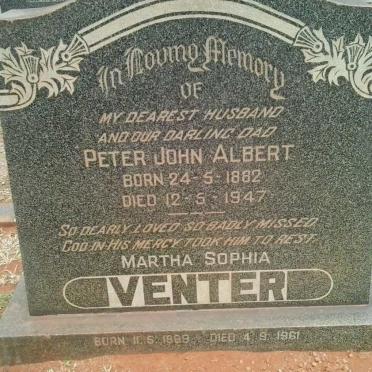 In Loving Memory
OF
MY DEAREST HUSBAND
AND OUR DARLING DAD
PETER JOHN ALBERT
BORN 24-5-1882
DIED 12-5-1947
SO DEARLY LOVED SO BADLY MISSED
GOD IN HIS MERCY TOOK HIM TO REST
MARTHA SOPHIA
VENTER
BORN 11.5.1889 DIED 4.9.1961